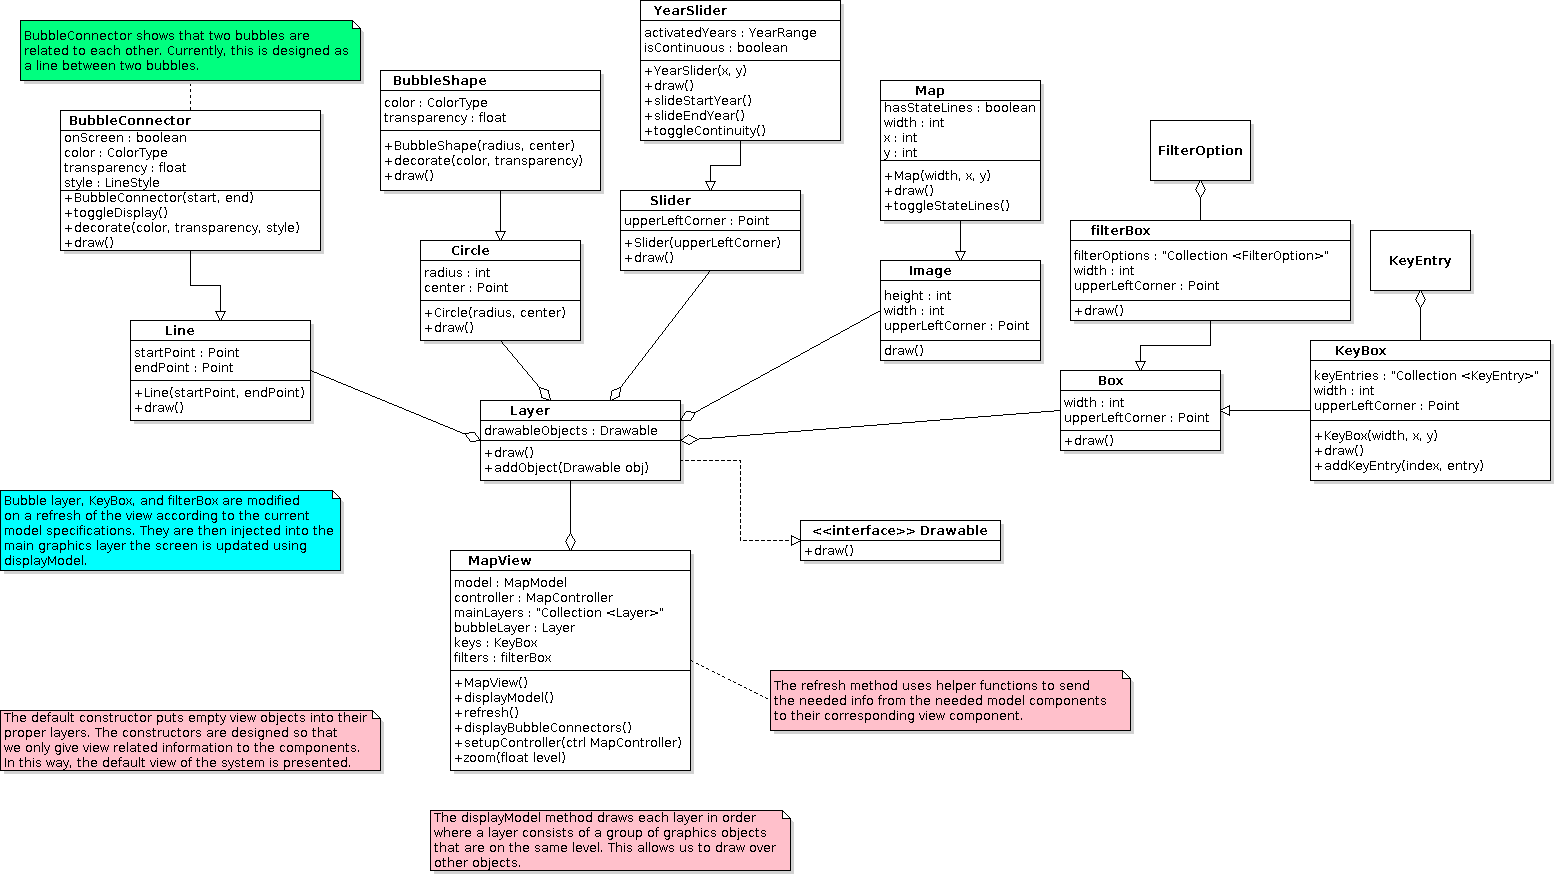 BubbleConnector shows that two bubbles are
related to each other. Currently, this is designed as
a line between two bubbles.
BubbleConnector
onScreen : boolean
color : ColorType
transparency : float
style : LineStyle
+BubbleConnector(start, end)
+toggleDisplay()
+decorate(color, transparency, style)
+draw()
BubbleShape
color : ColorType
transparency : float
+BubbleShape(radius, center)
+decorate(color, transparency)
+draw()
YearSlider
activatedYears : YearRange
isContinuous : boolean
+YearSlider(x, y)
+draw()
+slideStartYear()
+slideEndYear()
+toggleContinuity()
Map
hasStateLines : boolean
width : int
x : int
y : int
+Map(width, x, y)
+draw()
+toggleStateLines()
FilterOption
Slider
upperLeftCorner : Point
+Slider(upperLeftCorner)
+draw()
Circle
radius : int
center : Point
+Circle(radius, center)
+draw()
Image
height : int
width : int
upperLeftCorner : Point
draw()
filterBox
filterOptions : "Collection <FilterOption>"
width : int
upperLeftCorner : Point
+draw()
KeyEntry
Line
startPoint : Point
endPoint : Point
+Line(startPoint, endPoint)
+draw()
Box
width : int
upperLeftCorner : Point
+draw()
KeyBox
keyEntries : "Collection <KeyEntry>"
width : int
upperLeftCorner : Point
+KeyBox(width, x, y)
+draw()
+addKeyEntry(index, entry)
Layer
drawableObjects : Drawable
+draw()
+addObject(Drawable obj)
Bubble layer, KeyBox, and filterBox are modified
on a refresh of the view according to the current
model specifications. They are then injected into the
main graphics layer the screen is updated using
displayModel.
<<interface>> Drawable
+draw()
MapView
model : MapModel
controller : MapController
mainLayers : "Collection <Layer>"
bubbleLayer : Layer
keys : KeyBox
filters : filterBox
+MapView()
+displayModel()
+refresh()
+displayBubbleConnectors()
+setupController(ctrl MapController)
+zoom(float level)
The refresh method uses helper functions to send
the needed info from the needed model components
to their corresponding view component.
The default constructor puts empty view objects into their
proper layers. The constructors are designed so that
we only give view related information to the components.
In this way, the default view of the system is presented.
The displayModel method draws each layer in order
where a layer consists of a group of graphics objects
that are on the same level. This allows us to draw over
other objects.